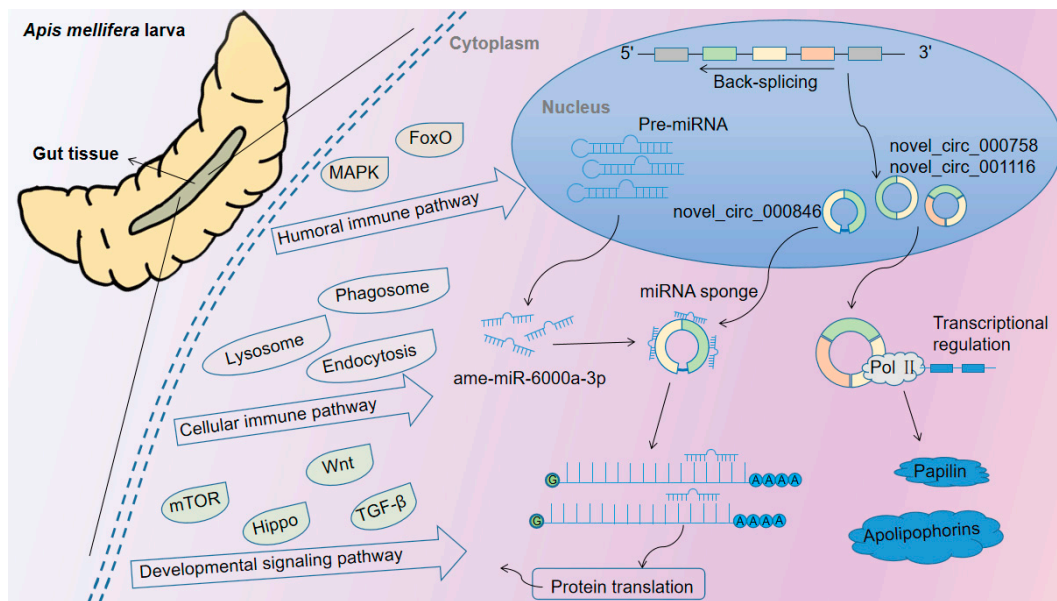 Apis mellifera larva
Gut tissue
Cytoplasm
Nucleus
5'
3'
Back-splicing
Pre-miRNA
novel_circ_000758
novel_circ_001116
novel_circ_000846
FoxO
MAPK
Humoral immune pathway
Phagosome
Lysosome
Endocytosis
Cellular immune pathway
ame-miR-6000a-3p
miRNA sponge
Transcriptional
regulation
Pol II
Papilin
Apolipophorins
Wnt
mTOR
Hippo
TGF-β
Developmental signaling pathway
G
A A A A
G
A A A A
Protein translation